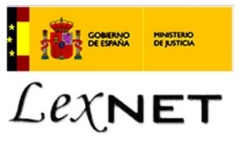 GOBIERNO
DE ESPAÑA
MINISTERIO
DE JUSTICIA
LexNET